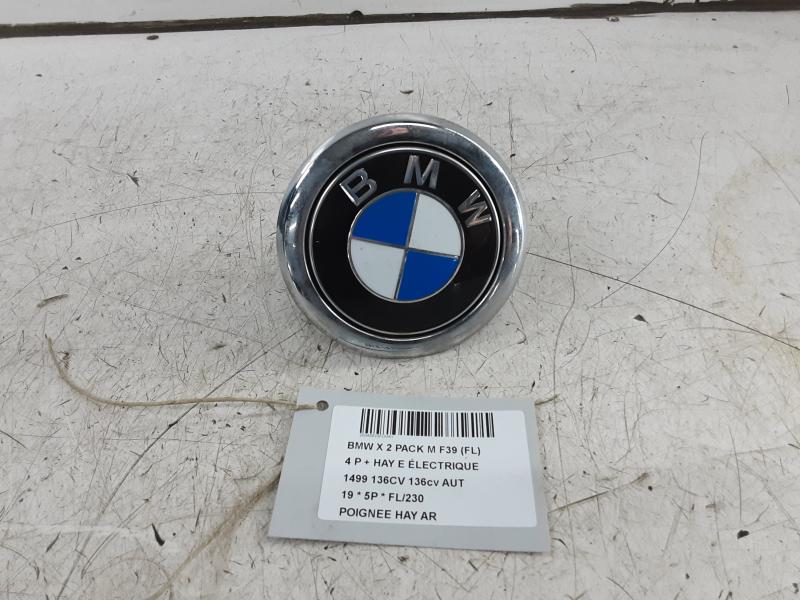 BMW
BMW X 2 PACK M F39 (FL)
4 P + HAY E ÉLECTRIQUE
1499 136CV 136cv AUT
19 * 5P * FL/230
POIGNEE HAY AR